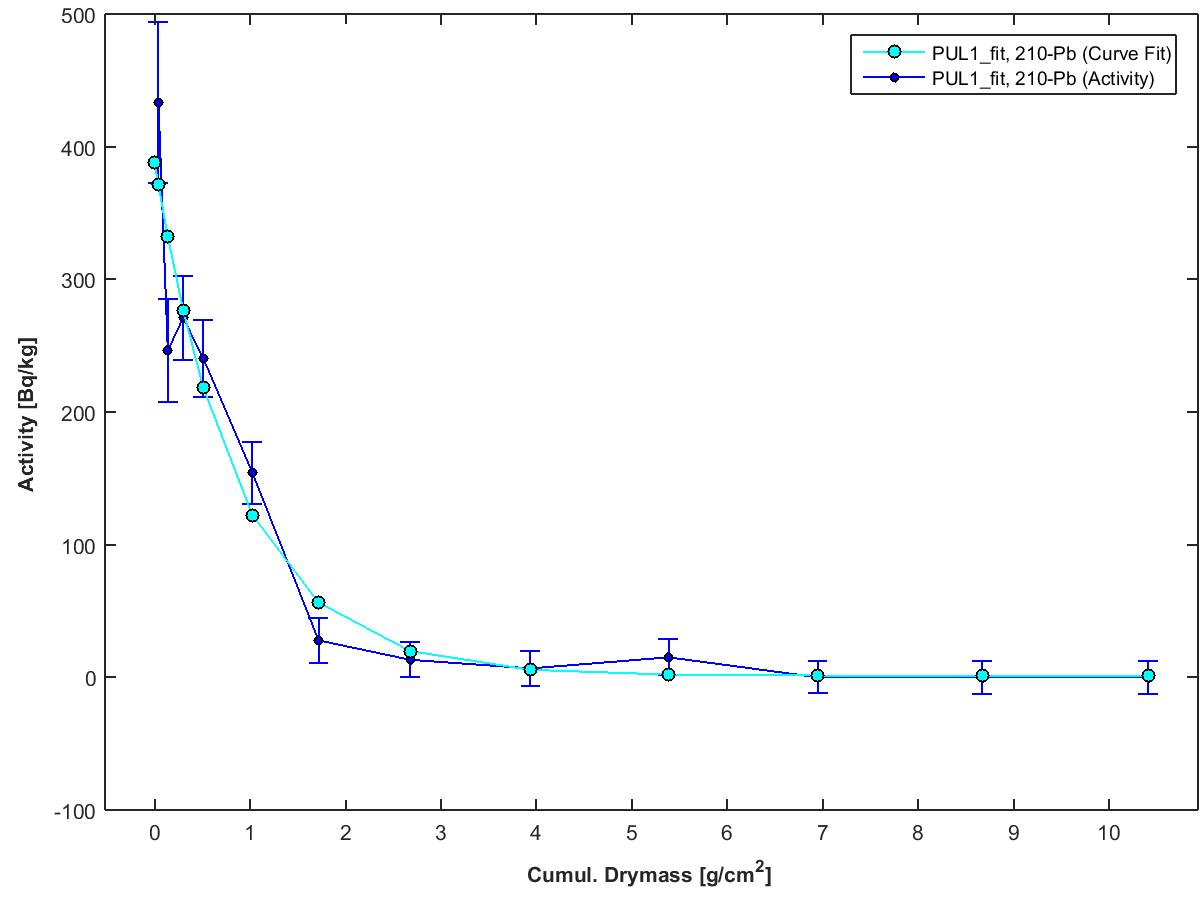 500
400
300
200
100
0
-100
Activity [Bq/kg]
PUL1_fit, 210-Pb (Curve Fit)
PUL1_fit, 210-Pb (Activity)
0 1 2 3 4 5 6 7 8 9 10
Cumul. Drymass [g/cm²]